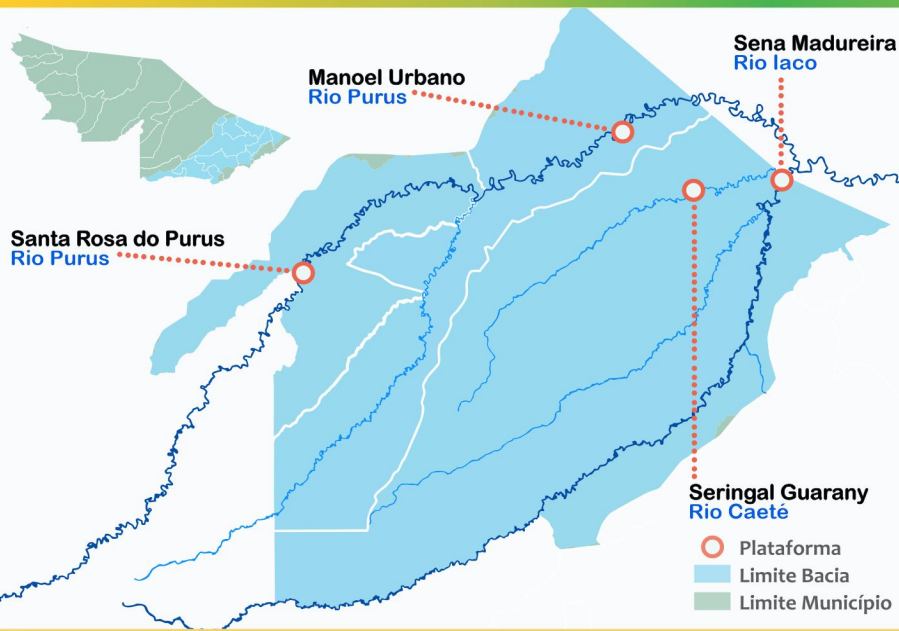 Sena Madureira
Rio Iaco
Manoel Urbano
Rio Purus
Santa Rosa do Purus
Rio Purus
Seringal Guarany
Rio Caeté
Plataforma
Limite Bacia
Limite Município